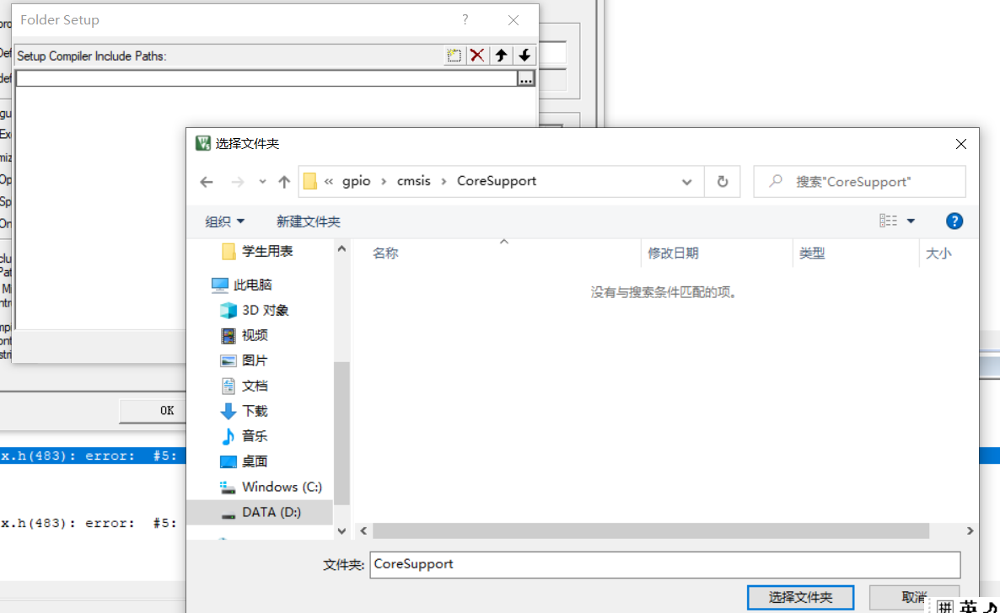 Folder Setup
?
Setup Compiler Include Paths:
...
选择文件夹
« gpio › cmsis › CoreSupport
搜索"CoreSupport"
组织
新建文件夹
?
学生用表
此电脑
3D 对象
视频
图片
文档
下载
音乐
桌面
Windows (C:)
DATA (D:)
名称
修改日期
类型
大小
没有与搜索条件匹配的项。
OK
x.h(483): error: #5:
x.h(483): error: #5:
文件夹:
CoreSupport
选择文件夹
取消
拼 英